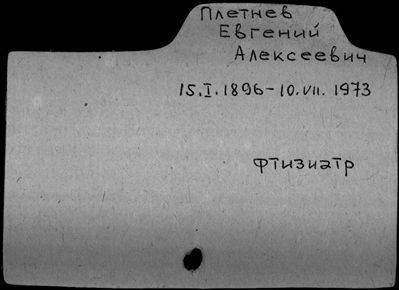 Плетнев
Евгений
Алексеевич
15.I.1896-10.VII.1973
фтизиатр